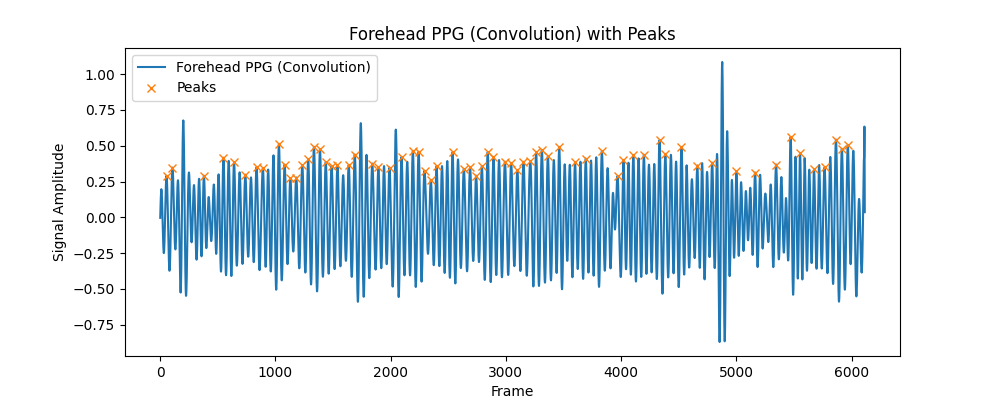 Forehead PPG (Convolution) with Peaks
Forehead PPG (Convolution)
Peaks
1.00
0.75
0.50
0.25
0.00
−0.25
−0.50
−0.75
Signal Amplitude
0 1000 2000 3000 4000 5000 6000
Frame